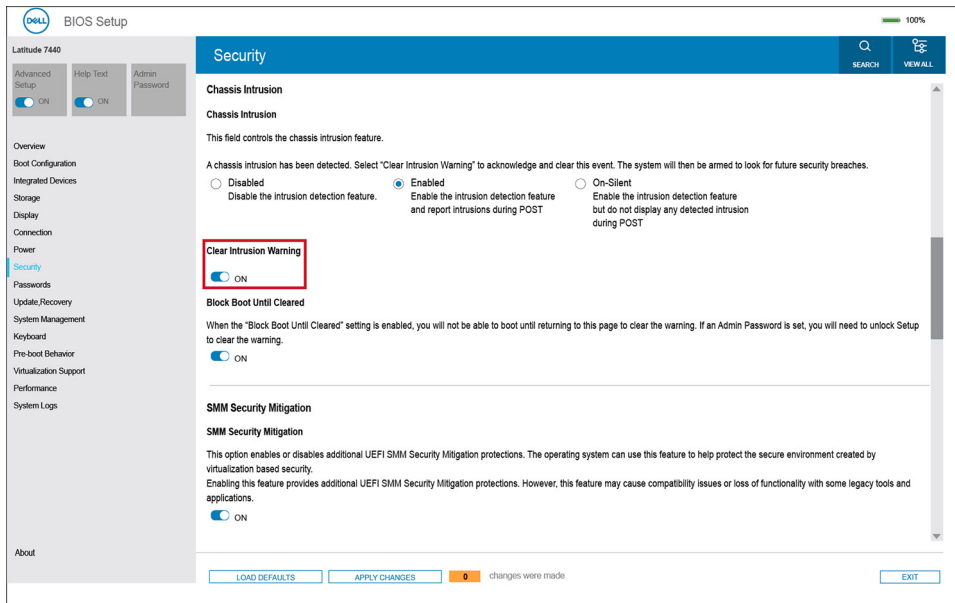 DELL
BIOS Setup
100%
Latitude 7440
Advanced Setup
ON
Help Text
ON
Admin Password
Overview
Boot Configuration
Integrated Devices
Storage
Display
Connection
Power
Security
Passwords
Update,Recovery
System Management
Keyboard
Pre-boot Behavior
Virtualization Support
Performance
System Logs
About
Security
SEARCH
VIEW ALL
Chassis Intrusion
Chassis Intrusion
This field controls the chassis intrusion feature.
A chassis intrusion has been detected. Select "Clear Intrusion Warning" to acknowledge and clear this event. The system will then be armed to look for future security breaches.
Disabled
Disable the intrusion detection feature.
Enabled
Enable the intrusion detection feature
and report intrusions during POST
On-Silent
Enable the intrusion detection feature
but do not display any detected intrusion
during POST
Clear Intrusion Warning
ON
Block Boot Until Cleared
When the "Block Boot Until Cleared" setting is enabled, you will not be able to boot until returning to this page to clear the warning. If an Admin Password is set, you will need to unlock Setup
to clear the warning.
ON
SMM Security Mitigation
SMM Security Mitigation
This option enables or disables additional UEFI SMM Security Mitigation protections. The operating system can use this feature to help protect the secure environment created by
virtualization based security.
Enabling this feature provides additional UEFI SMM Security Mitigation protections. However, this feature may cause compatibility issues or loss of functionality with some legacy tools and
applications.
ON
LOAD DEFAULTS
APPLY CHANGES
0
changes were made
EXIT